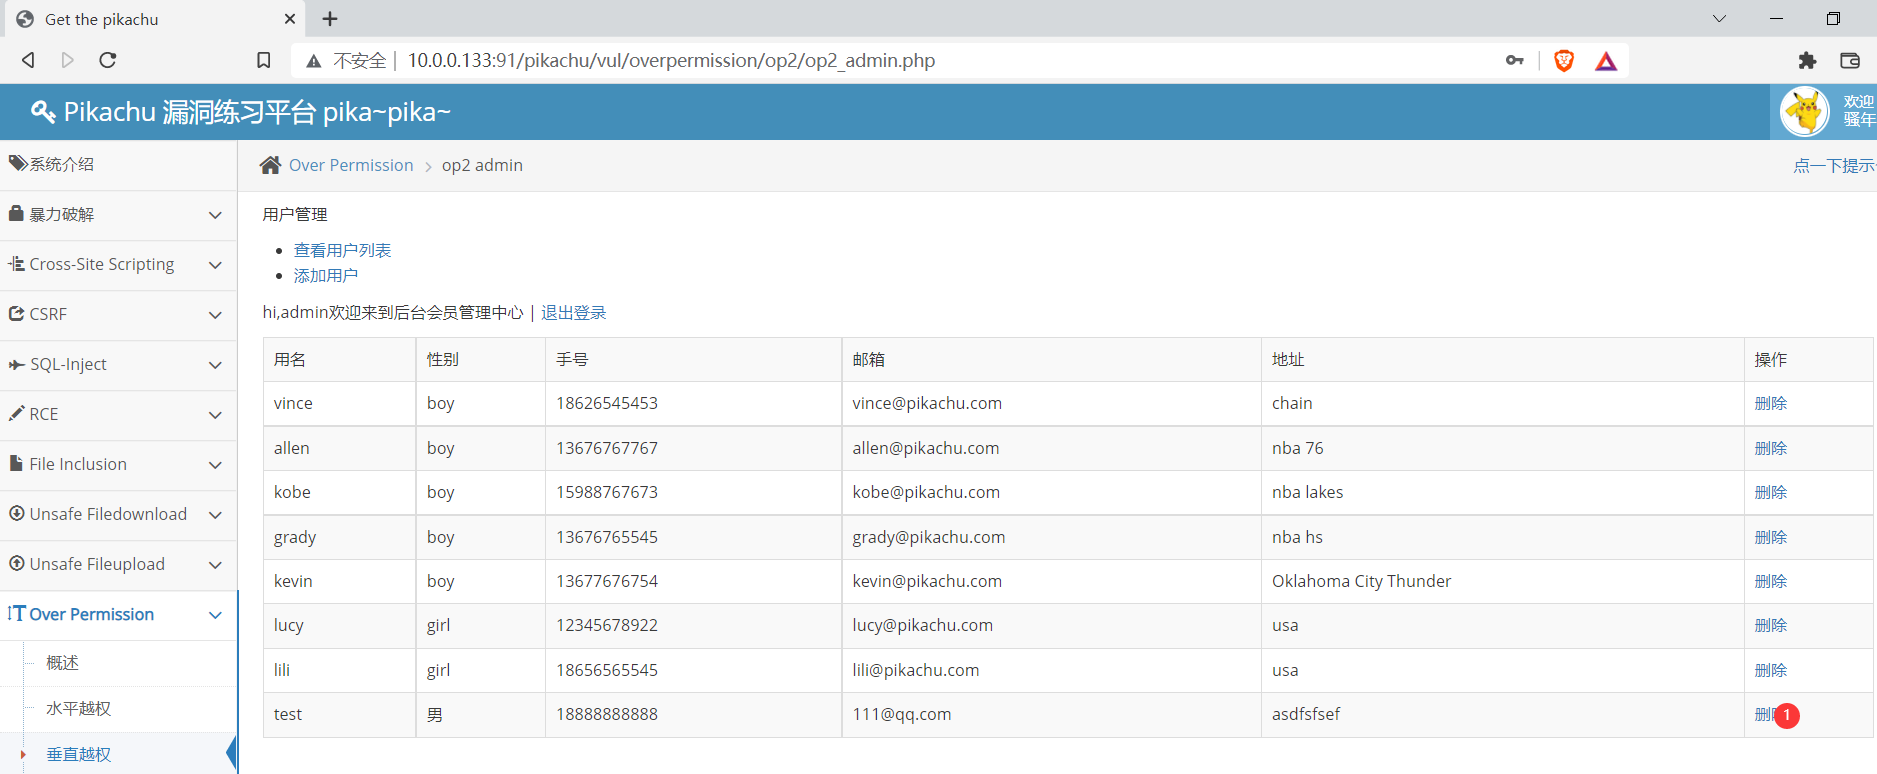 Get the pikachu
不安全 | 10.0.0.133:91/pikachu/vul/overpermission/op2/op2_admin.php
Pikachu 漏洞练习平台 pika~pika~
欢迎
骚年
系统介绍
暴力破解
Cross-Site Scripting
CSRF
SQL-Inject
RCE
File Inclusion
Unsafe Filedownload
Unsafe Fileupload
Over Permission
概述
水平越权
垂直越权
Over Permission > op2 admin
点一下提示
用户管理
查看用户列表
添加用户
hi,admin欢迎来到后台会员管理中心 | 退出登录
用名 性别 手号 邮箱 地址 操作
vince boy 18626545453 vince@pikachu.com chain 删除
allen boy 13676767767 allen@pikachu.com nba 76 删除
kobe boy 15988767673 kobe@pikachu.com nba lakes 删除
grady boy 13676765545 grady@pikachu.com nba hs 删除
kevin boy 13677676754 kevin@pikachu.com Oklahoma City Thunder 删除
lucy girl 12345678922 lucy@pikachu.com usa 删除
lili girl 18656565545 lili@pikachu.com usa 删除
test 男 18888888888 111@qq.com asdfsfsef 删 1